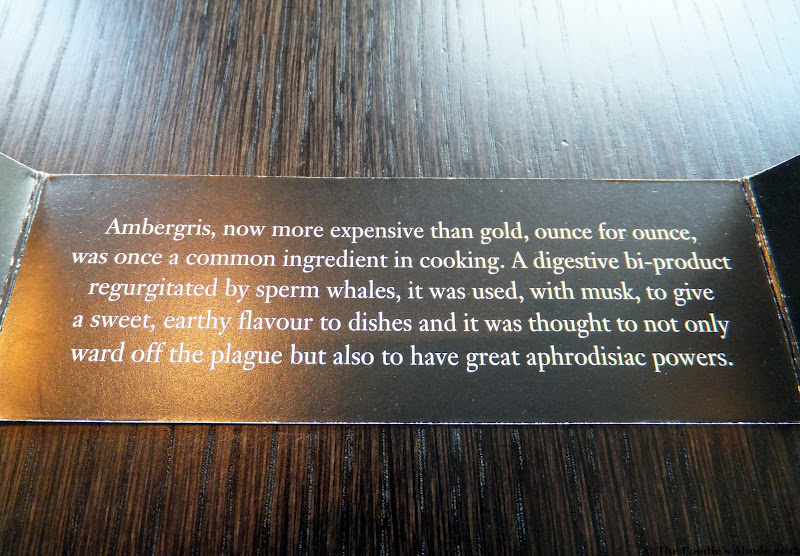 Ambergris, now more expensive than gold, ounce for ounce,
was once a common ingredient in cooking. A digestive bi-product
regurgitated by sperm whales, it was used, with musk, to give
a sweet, earthy flavour to dishes and it was thought to not only
ward off the plague but also to have great aphrodisiac powers.